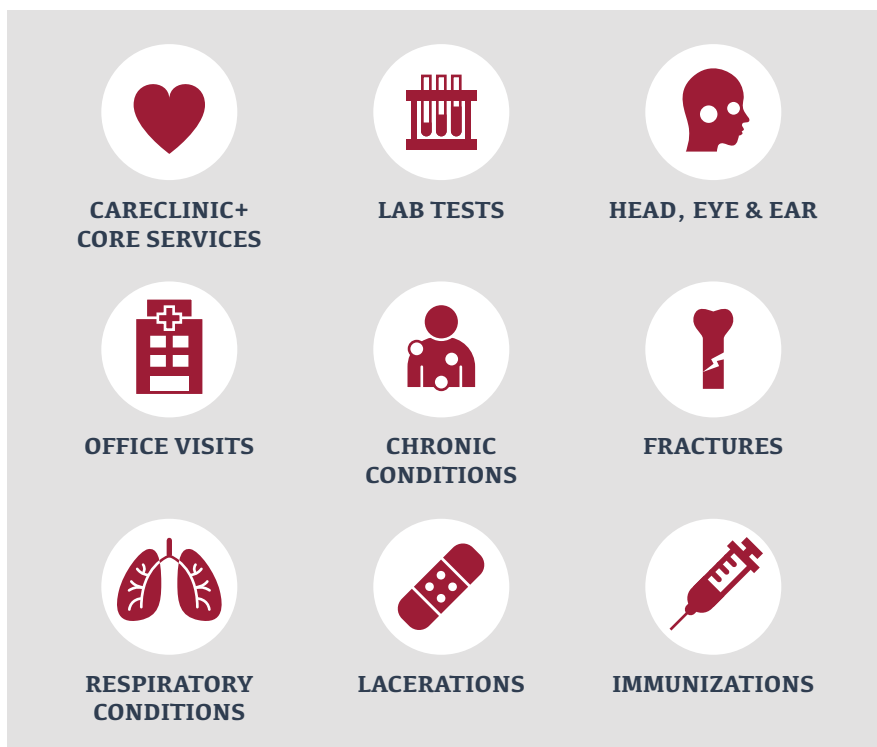 CARECLINIC+
CORE SERVICES
LAB TESTS
HEAD, EYE & EAR
OFFICE VISITS
CHRONIC
CONDITIONS
FRACTURES
RESPIRATORY
CONDITIONS
LACERATIONS
IMMUNIZATIONS